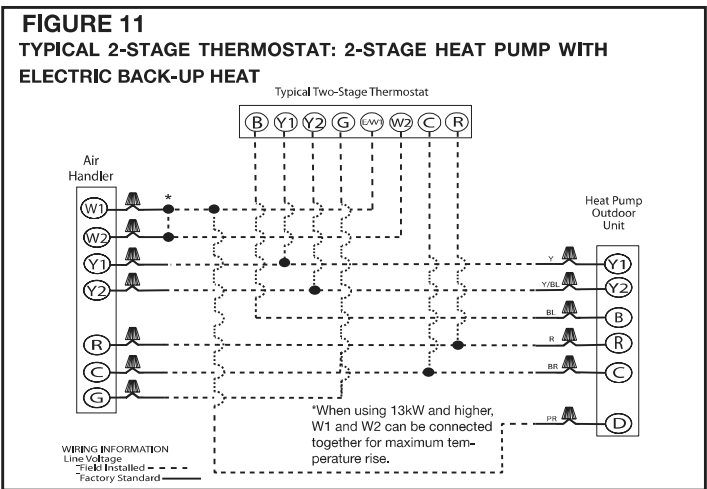 FIGURE 11
TYPICAL 2-STAGE THERMOSTAT: 2-STAGE HEAT PUMP WITH
ELECTRIC BACK-UP HEAT
Typical Two-Stage Thermostat
B Y1 Y2 G E/W1 W2 C R
Air
Handler
*
W1
W2
Y1
Y2
R
C
G
Heat Pump
Outdoor
Unit
Y Y1
Y/BL Y2
BL B
R R
BR C
PR D
*When using 13kW and higher,
W1 and W2 can be connected
together for maximum tem-
perature rise.
WIRING INFORMATION
Line Voltage
-Field Installed
-Factory Standard